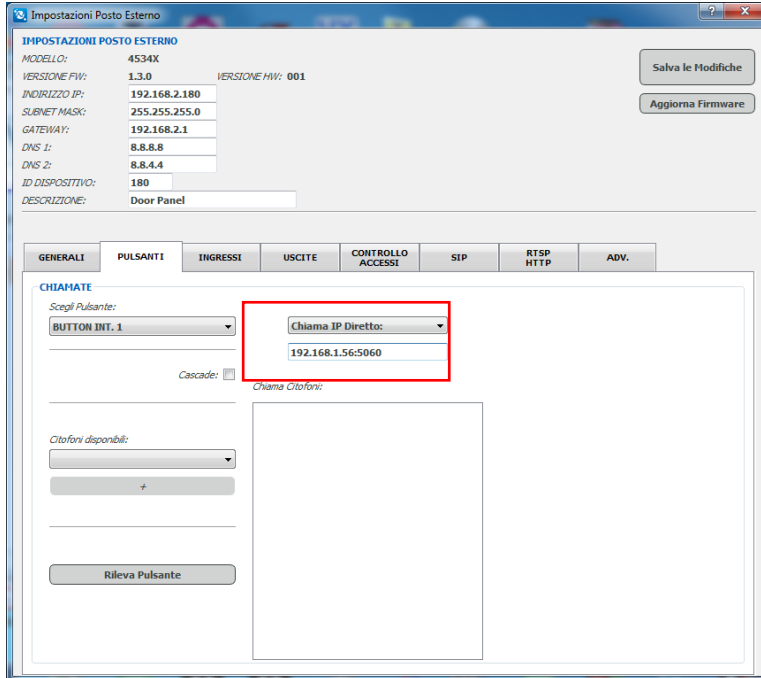 Impostazioni Posto Esterno
IMPOSTAZIONI POSTO ESTERNO
MODELLO: 4534X
VERSIONE FW: 1.3.0 VERSIONE HW: 001
INDIRIZZO IP: 192.168.2.180
SUBNET MASK: 255.255.255.0
GATEWAY: 192.168.2.1
DNS 1: 8.8.8.8
DNS 2: 8.8.4.4
ID DISPOSITIVO: 180
DESCRIZIONE: Door Panel
Salva le Modifiche
Aggiorna Firmware
GENERALI PULSANTI INGRESSI USCITE CONTROLLO ACCESSI SIP RTSP HTTP ADV.
CHIAMATE
Scegli Pulsante:
BUTTON INT. 1 Chiama IP Diretto:
192.168.1.56:5060
Cascade:
Chiama Citofoni:
Citofoni disponibili:
+
Rileva Pulsante